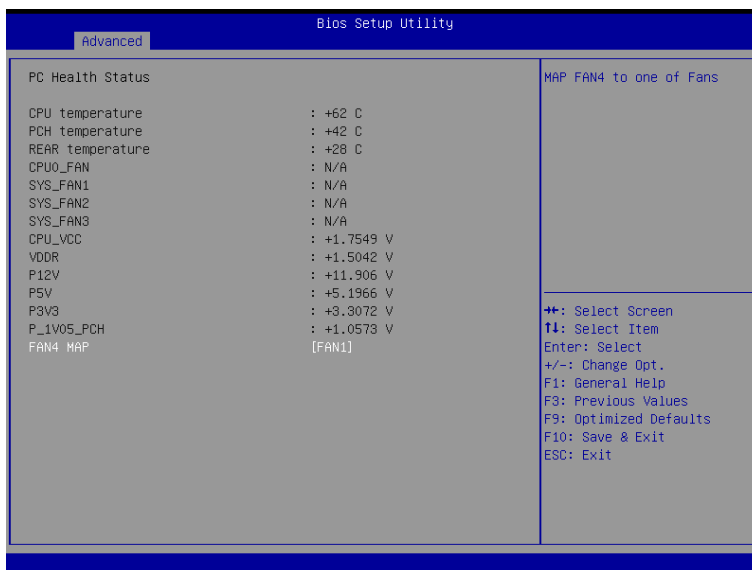 Bios Setup Utility
Advanced
PC Health Status
CPU temperature : +62 C
PCH temperature : +42 C
REAR temperature : +28 C
CPU0_FAN : N/A
SYS_FAN1 : N/A
SYS_FAN2 : N/A
SYS_FAN3 : N/A
CPU_VCC : +1.7549 V
VDDR : +1.5042 V
P12V : +11.906 V
P5V : +5.1966 V
P3V3 : +3.3072 V
P_1V05_PCH : +1.0573 V
FAN4 MAP [FAN1]
MAP FAN4 to one of Fans
→←: Select Screen
↑↓: Select Item
Enter: Select
+/-: Change Opt.
F1: General Help
F3: Previous Values
F9: Optimized Defaults
F10: Save & Exit
ESC: Exit